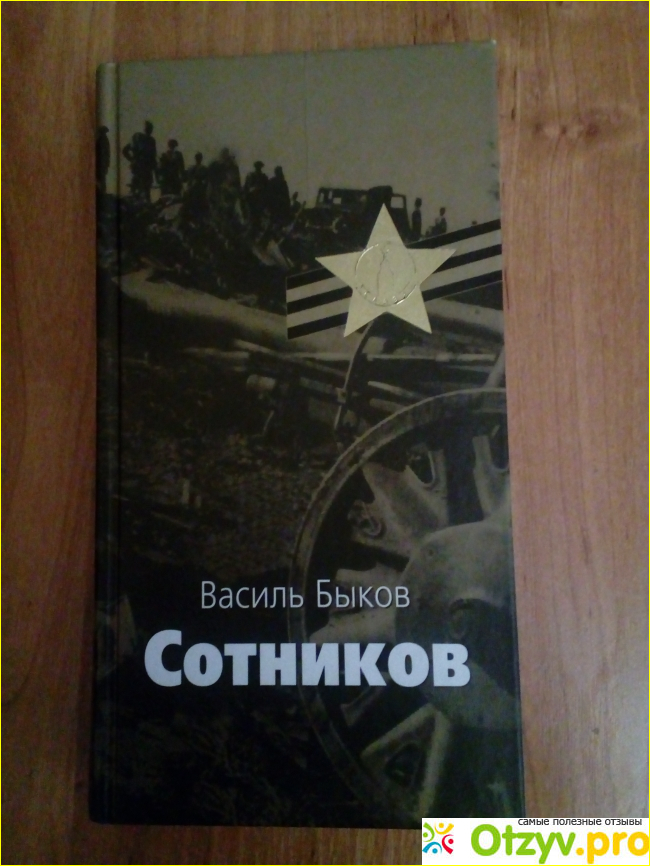 Василь Быков
Сотников
самые полезные отзывы
Otzyv.pro